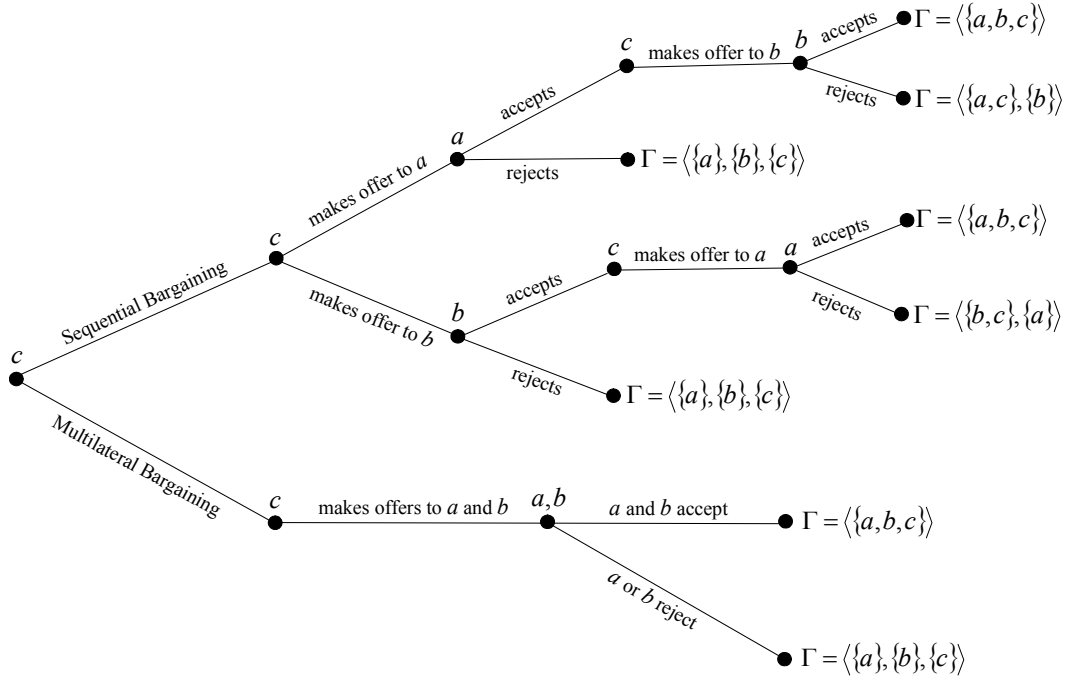 c
Sequential Bargaining
c
makes offer to a
a
accepts
c
makes offer to b
b
accepts
Γ = ⟨{a,b,c}⟩
rejects
Γ = ⟨{a,c},{b}⟩
rejects
Γ = ⟨{a},{b},{c}⟩
makes offer to b
b
accepts
c
makes offer to a
a
accepts
Γ = ⟨{a,b,c}⟩
rejects
Γ = ⟨{b,c},{a}⟩
rejects
Γ = ⟨{a},{b},{c}⟩
Multilateral Bargaining
c
makes offers to a and b
a,b
a and b accept
Γ = ⟨{a,b,c}⟩
a or b reject
Γ = ⟨{a},{b},{c}⟩